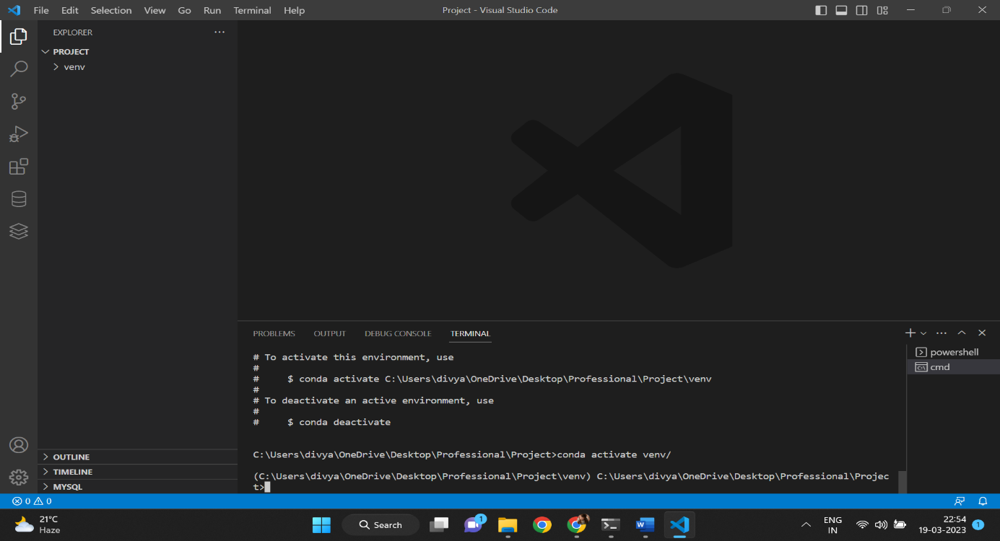 File Edit Selection View Go Run Terminal Help
Project - Visual Studio Code
EXPLORER
PROJECT
venv
OUTLINE
TIMELINE
MYSQL
PROBLEMS OUTPUT DEBUG CONSOLE TERMINAL
# To activate this environment, use
#
#     $ conda activate C:\Users\divya\OneDrive\Desktop\Professional\Project\venv
#
# To deactivate an active environment, use
#
#     $ conda deactivate
C:\Users\divya\OneDrive\Desktop\Professional\Project>conda activate venv/
(C:\Users\divya\OneDrive\Desktop\Professional\Project\venv) C:\Users\divya\OneDrive\Desktop\Professional\Projec
t>
powershell
cmd
0 0
21°C
Haze
Search
1
ENG
IN
22:54
19-03-2023
1